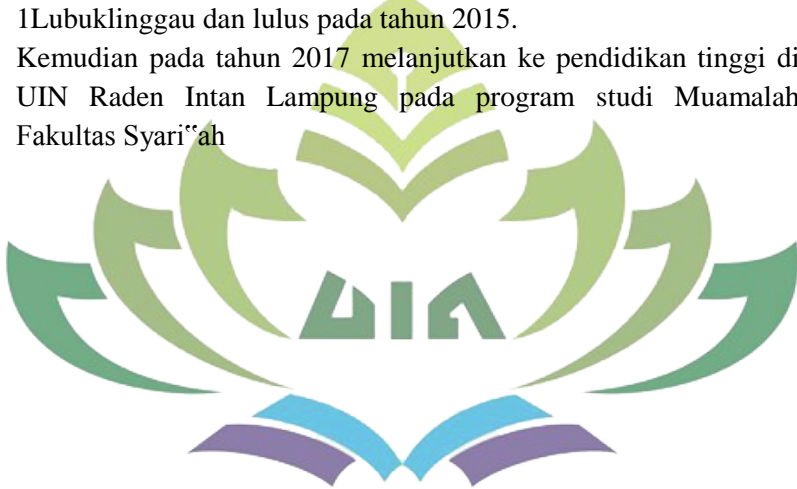 1Lubuklinggau dan lulus pada tahun 2015.
Kemudian pada tahun 2017 melanjutkan ke pendidikan tinggi di
UIN Raden Intan Lampung pada program studi Muamalah
Fakultas Syari‟ah
UIN